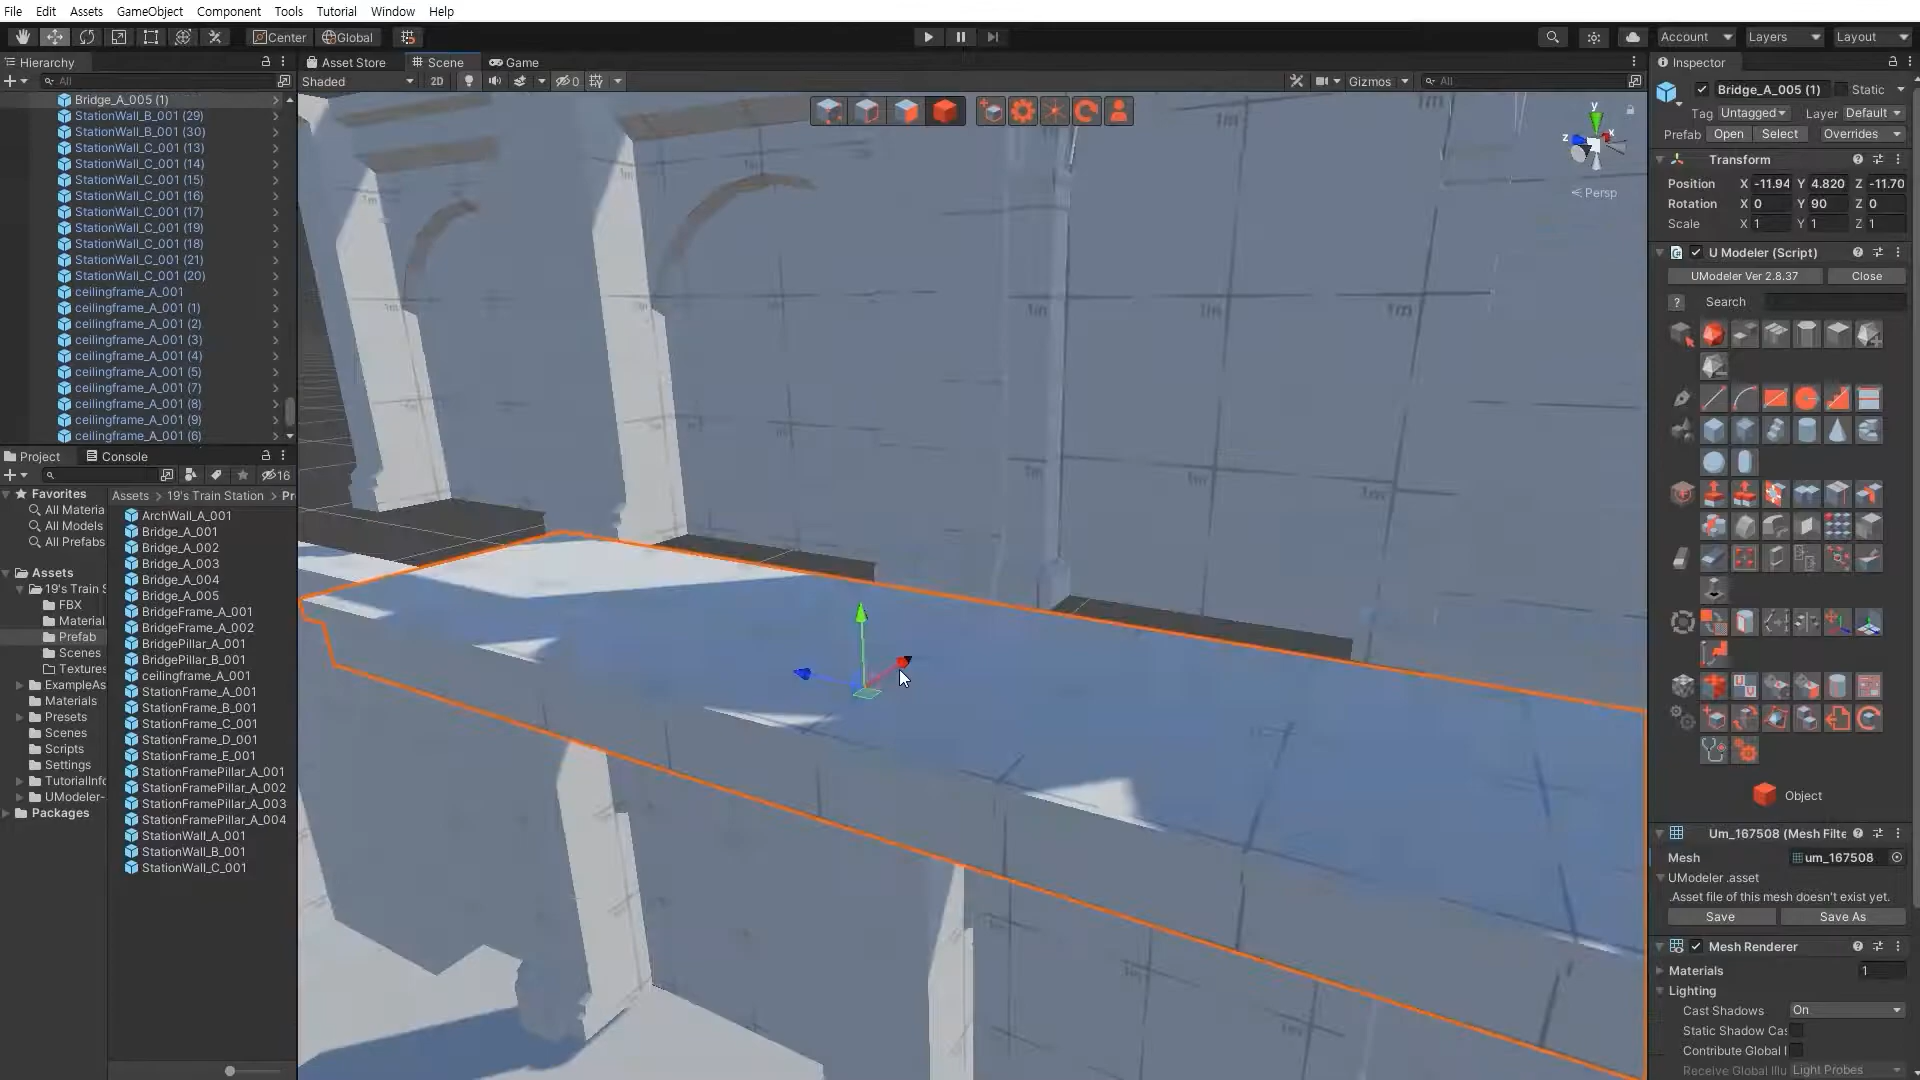 File Edit Assets GameObject Component Tools Tutorial Window Help
Center Global Account Layers Layout
Hierarchy
All
Bridge_A_005 (1)
StationWall_B_001 (29)
StationWall_B_001 (30)
StationWall_C_001 (13)
StationWall_C_001 (14)
StationWall_C_001 (15)
StationWall_C_001 (16)
StationWall_C_001 (17)
StationWall_C_001 (19)
StationWall_C_001 (18)
StationWall_C_001 (21)
StationWall_C_001 (20)
ceilingframe_A_001
ceilingframe_A_001 (1)
ceilingframe_A_001 (2)
ceilingframe_A_001 (3)
ceilingframe_A_001 (4)
ceilingframe_A_001 (5)
ceilingframe_A_001 (7)
ceilingframe_A_001 (8)
ceilingframe_A_001 (9)
ceilingframe_A_001 (6)
Project Console
16
Favorites
All Materia
All Models
All Prefabs
Assets
19's Train S
FBX
Material
Prefab
Scenes
Textures
ExampleAs
Materials
Presets
Scenes
Scripts
Settings
TutorialInfo
UModeler-
Packages
Assets > 19's Train Station > Pr
ArchWall_A_001
Bridge_A_001
Bridge_A_002
Bridge_A_003
Bridge_A_004
Bridge_A_005
BridgeFrame_A_001
BridgeFrame_A_002
BridgePillar_A_001
BridgePillar_B_001
ceilingframe_A_001
StationFrame_A_001
StationFrame_B_001
StationFrame_C_001
StationFrame_D_001
StationFrame_E_001
StationFramePillar_A_001
StationFramePillar_A_002
StationFramePillar_A_003
StationFramePillar_A_004
StationWall_A_001
StationWall_B_001
StationWall_C_001
Asset Store Scene Game
Shaded 2D 0 Gizmos All
y
x
z
< Persp
1m
1m
1m
1m
1m
1m
1m
Inspector
Bridge_A_005 (1) Static
Tag Untagged Layer Default
Prefab Open Select Overrides
Transform
Position X -11.94 Y 4.820 Z -11.70
Rotation X 0 Y 90 Z 0
Scale X 1 Y 1 Z 1
U Modeler (Script)
UModeler Ver 2.8.37 Close
? Search
Object
Um_167508 (Mesh Filte
Mesh um_167508
UModeler .asset
.Asset file of this mesh doesn't exist yet.
Save Save As
Mesh Renderer
Materials 1
Lighting
Cast Shadows On
Static Shadow Cas
Contribute Global I
Receive Global Illu Light Probes